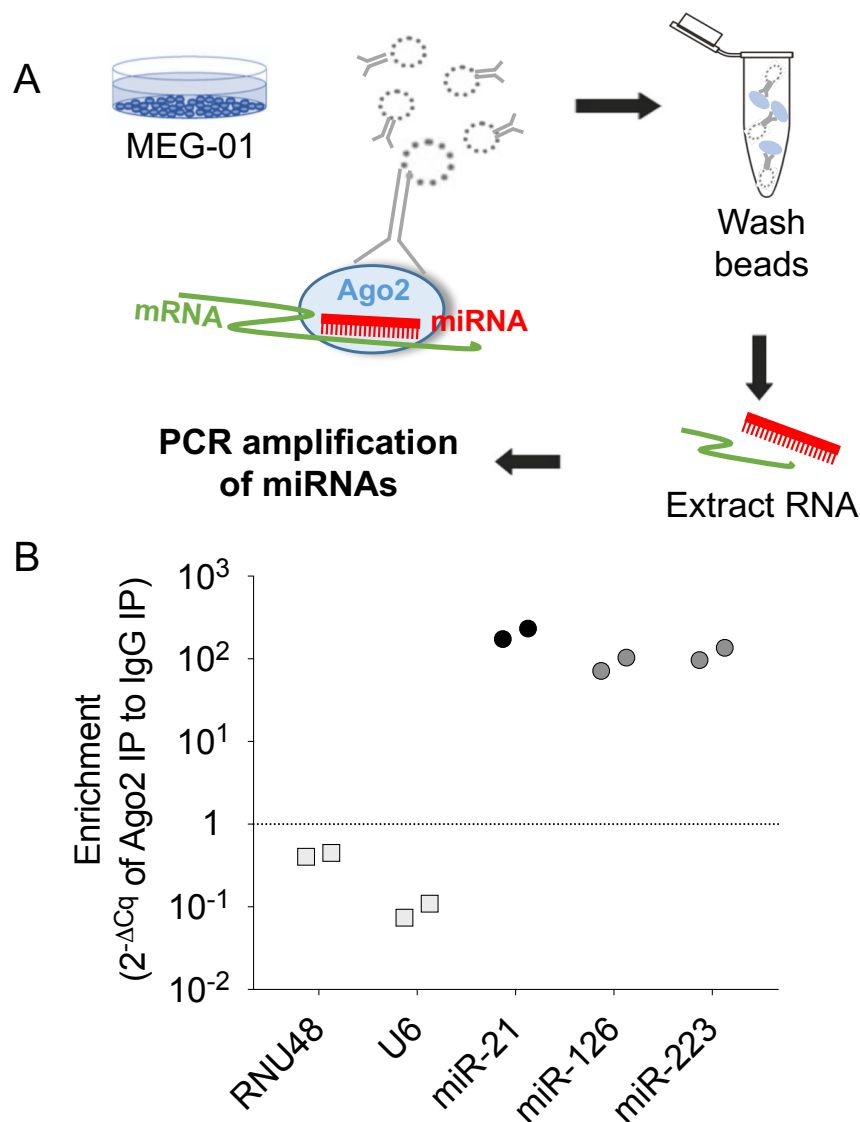 A
MEG-01
Wash
beads
Ago2
mRNA
miRNA
PCR amplification
of miRNAs
Extract RNA
B
Enrichment
(2^-ΔCq of Ago2 IP to IgG IP)
10³
10²
10¹
1
10⁻¹
10⁻²
RNU48
U6
miR-21
miR-126
miR-223